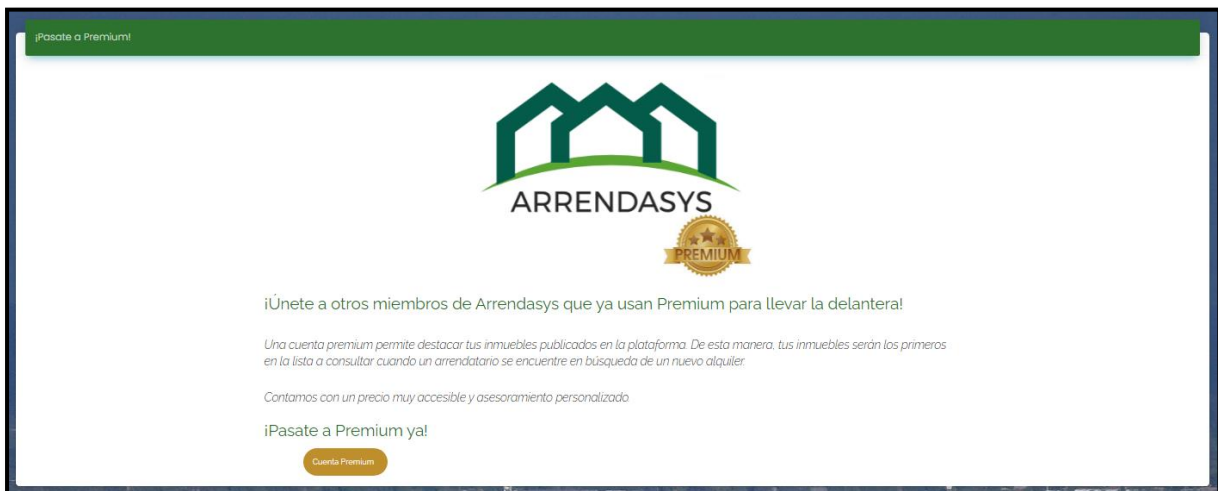 ¡Pasate a Premium!
ARRENDASYS
PREMIUM
¡Únete a otros miembros de Arrendasys que ya usan Premium para llevar la delantera!
Una cuenta premium permite destacar tus inmuebles publicados en la plataforma. De esta manera, tus inmuebles serán los primeros
en la lista a consultar cuando un arrendatario se encuentre en búsqueda de un nuevo alquiler.
Contamos con un precio muy accesible y asesoramiento personalizado
¡Pasate a Premium ya!
Cuenta Premium